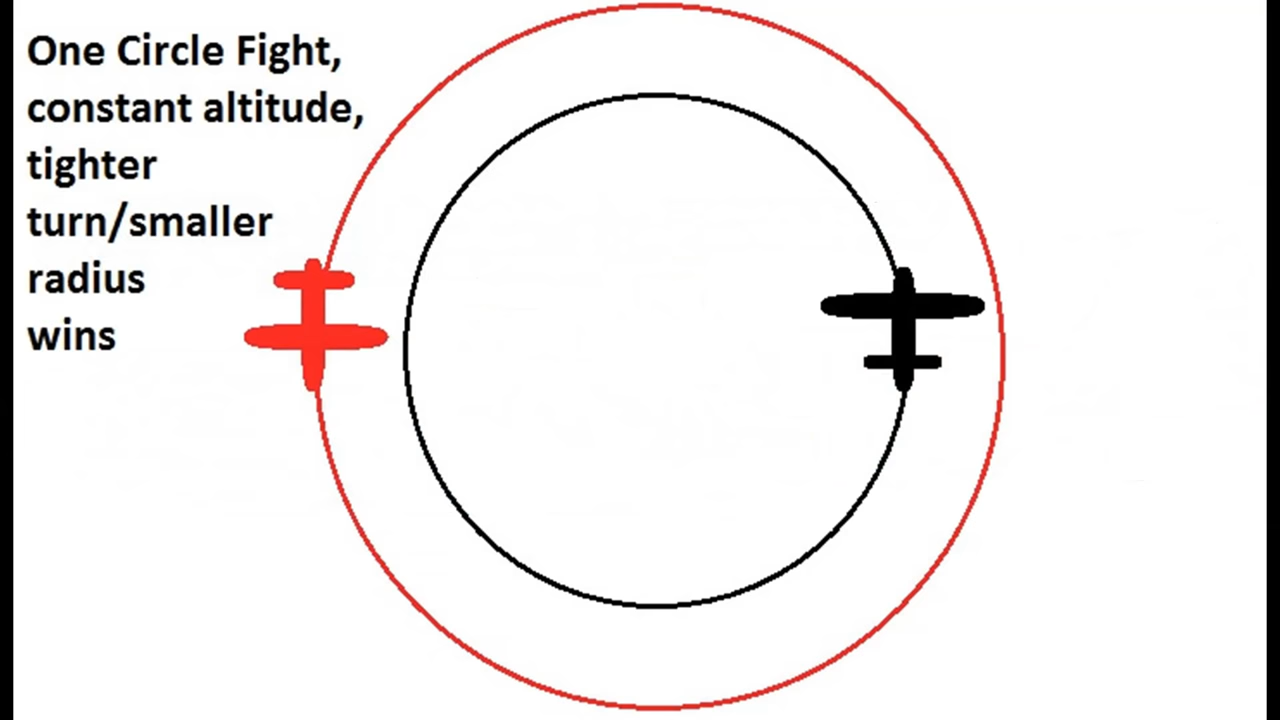 One Circle Fight,
constant altitude,
tighter
turn/smaller
radius
wins